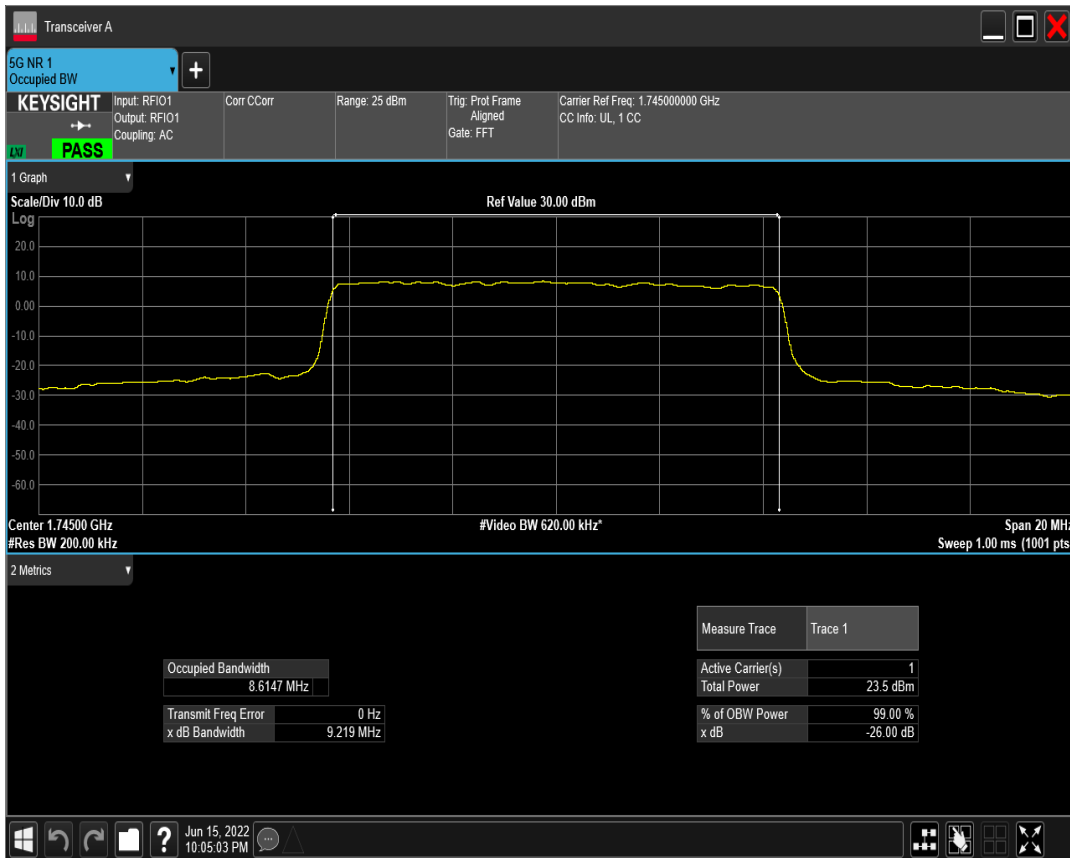 Transceiver A
5G NR 1
Occupied BW
KEYSIGHT
LXI
PASS
Input: RFIO1
Output: RFIO1
Coupling: AC
Corr CCorr
Range: 25 dBm
Trig: Prot Frame
Aligned
Gate: FFT
Carrier Ref Freq: 1.745000000 GHz
CC Info: UL, 1 CC
1 Graph
Scale/Div 10.0 dB
Ref Value 30.00 dBm
Log
20.0
10.0
0.00
-10.0
-20.0
-30.0
-40.0
-50.0
-60.0
Center 1.74500 GHz
#Video BW 620.00 kHz*
Span 20 MHz
#Res BW 200.00 kHz
Sweep 1.00 ms (1001 pts
2 Metrics
Measure Trace Trace 1
Occupied Bandwidth
8.6147 MHz
Active Carrier(s) 1
Total Power 23.5 dBm
Transmit Freq Error 0 Hz
x dB Bandwidth 9.219 MHz
% of OBW Power 99.00 %
x dB -26.00 dB
?
Jun 15, 2022
10:05:03 PM